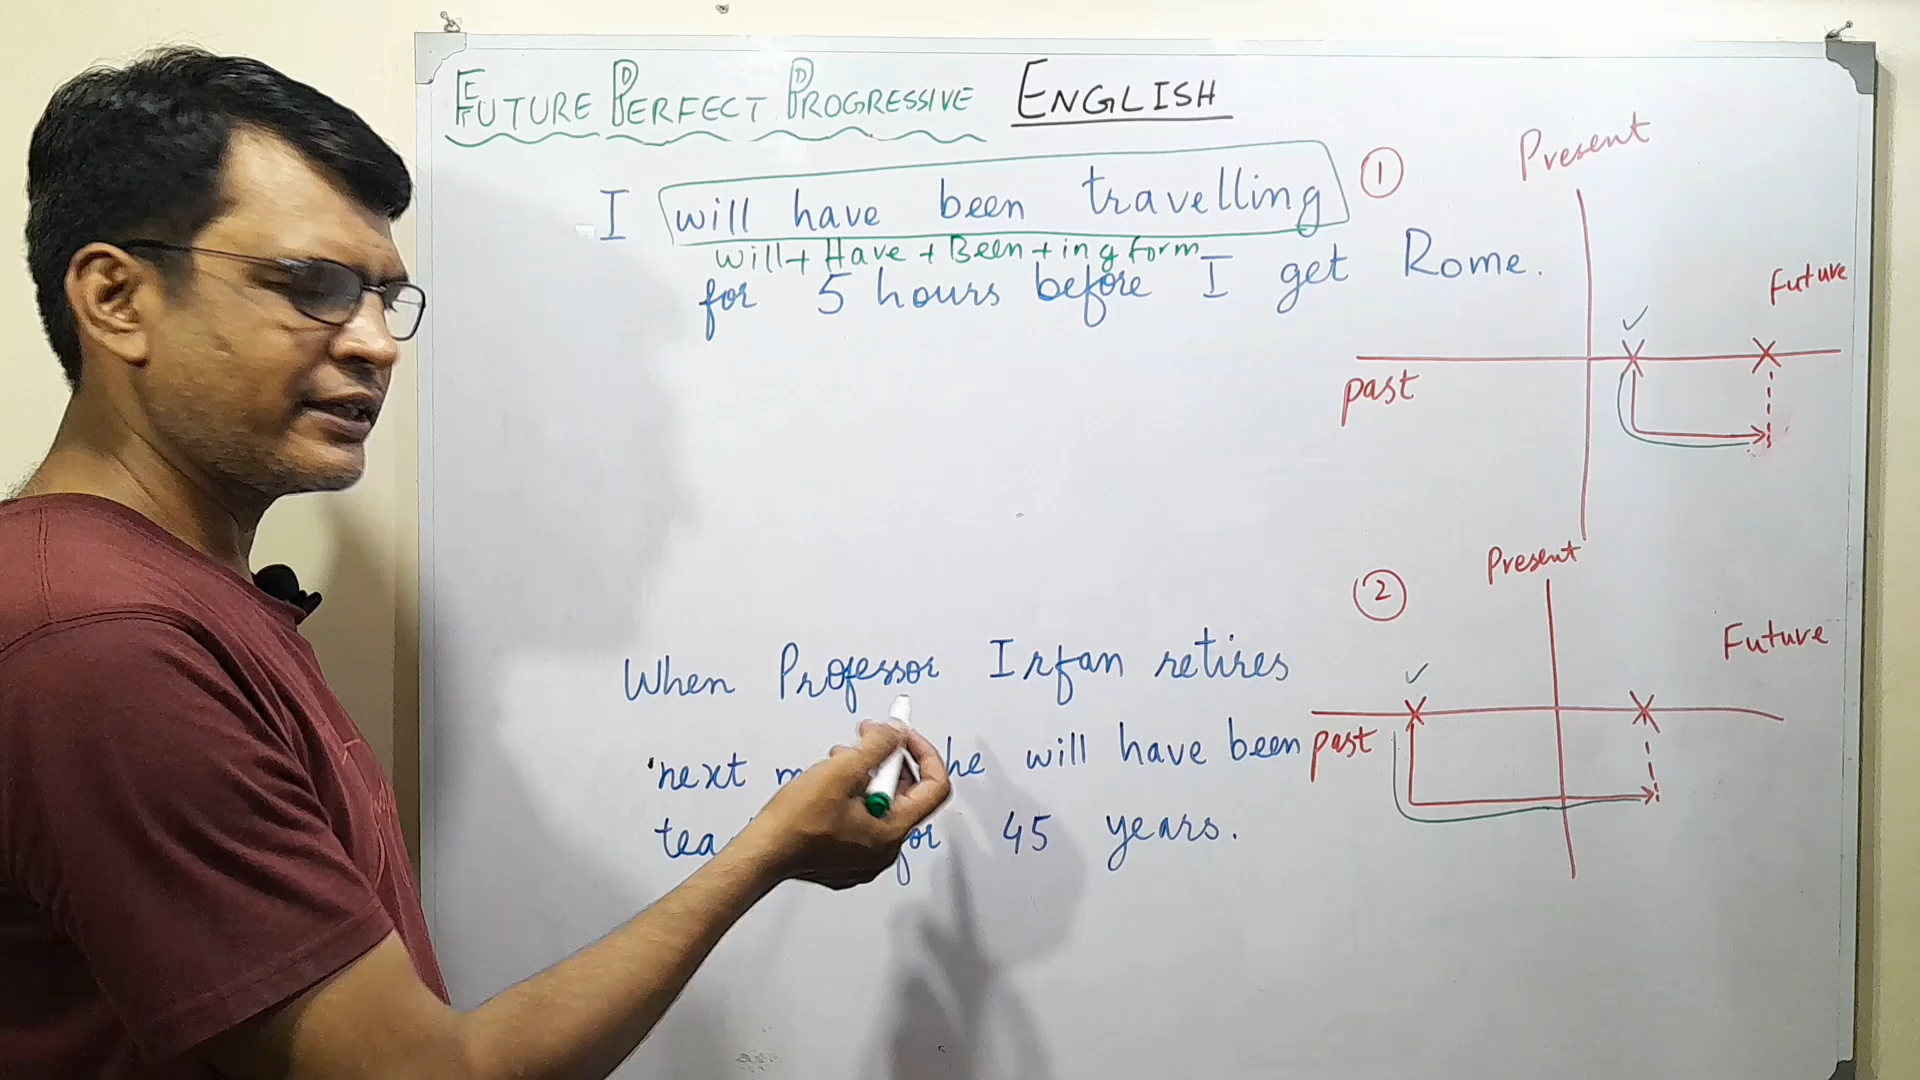 FUTURE PERFECT PROGRESSIVE ENGLISH
I will have been travelling
will + Have + Been + ing form
for 5 hours before I get Rome.
①
Present
Future
past
When Professor Irfan retires
next he will have been
for 45 years.
②
Present
Future
past